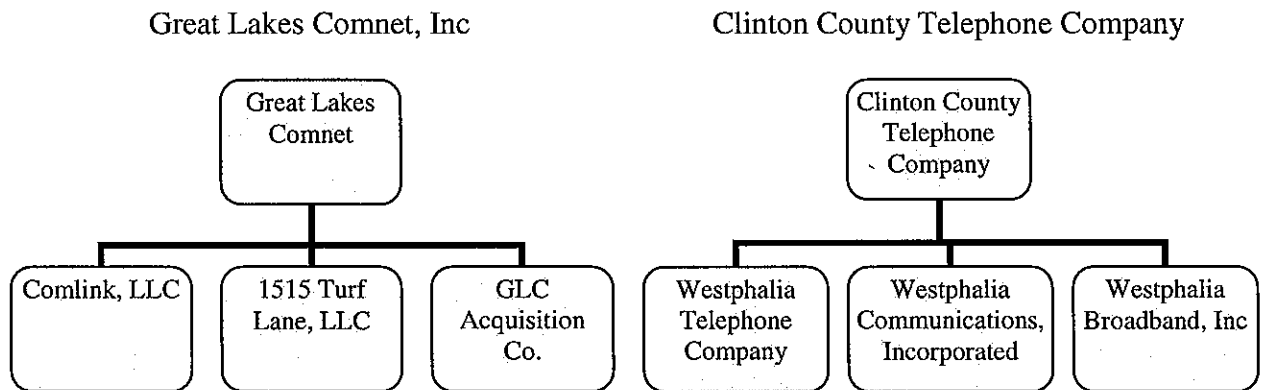 Great Lakes Comnet, Inc
Clinton County Telephone Company
Great Lakes
Comnet
Clinton County
Telephone
Company
Comlink, LLC
1515 Turf
Lane, LLC
GLC
Acquisition
Co.
Westphalia
Telephone
Company
Westphalia
Communications,
Incorporated
Westphalia
Broadband, Inc